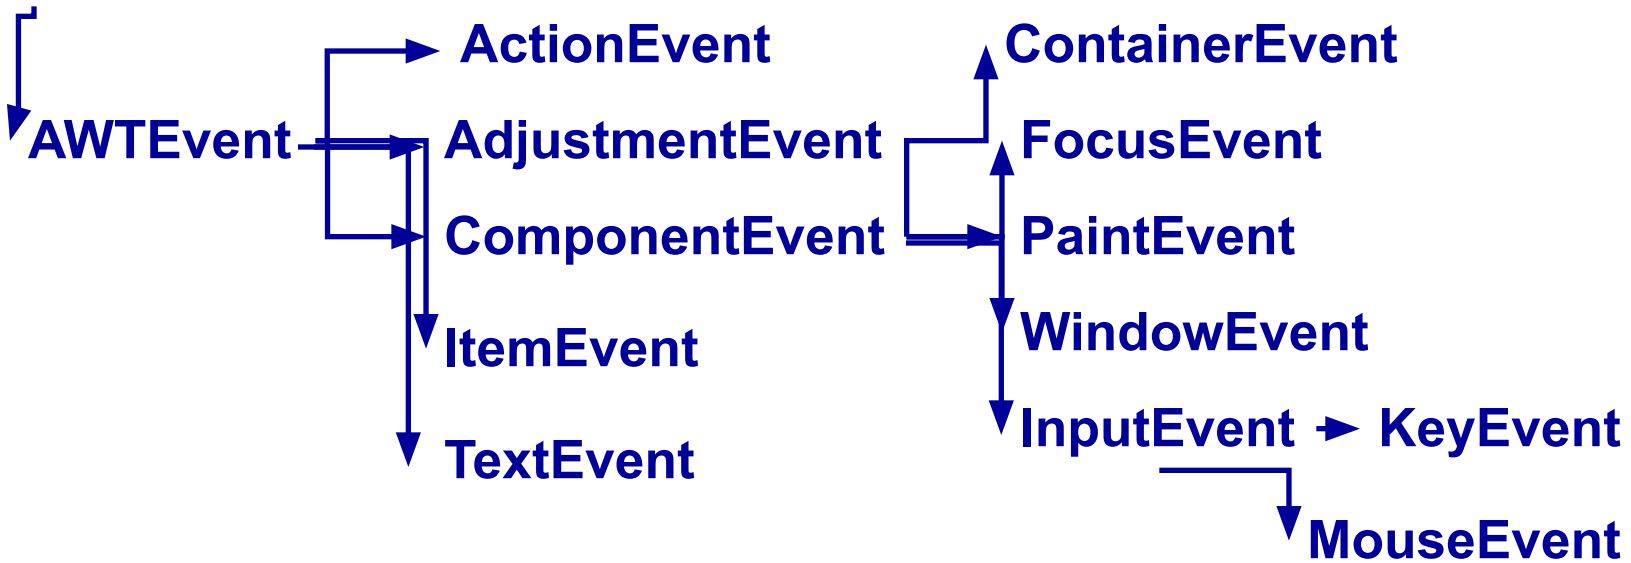 ActionEvent ContainerEvent
AWTEvent AdjustmentEvent FocusEvent
ComponentEvent PaintEvent
WindowEvent
ItemEvent
InputEvent KeyEvent
TextEvent
MouseEvent